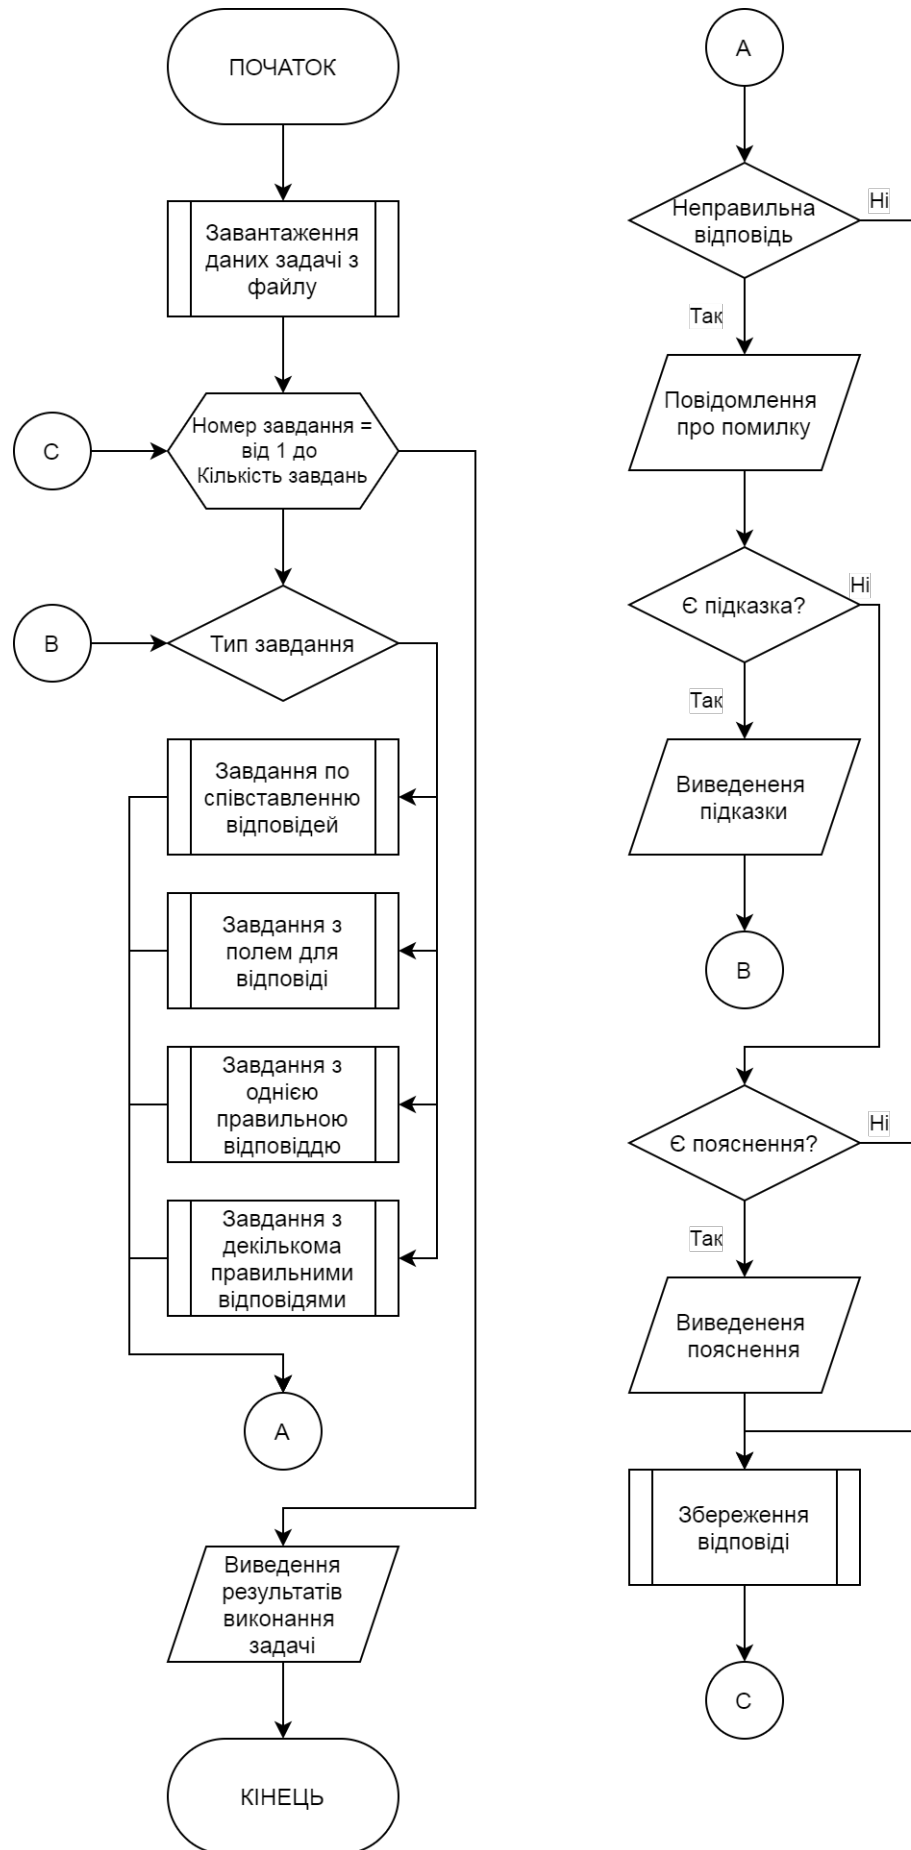 ПОЧАТОК
Завантаження
даних задачі з
файлу
C
Номер завдання =
від 1 до
Кількість завдань
B
Тип завдання
Завдання по
співставленню
відповідей
Завдання з
полем для
відповіді
Завдання з
однією
правильною
відповіддю
Завдання з
декількома
правильними
відповідями
A
Виведення
результатів
виконання
задачі
КІНЕЦЬ
A
Неправильна
відповідь
Ні
Так
Повідомлення
про помилку
Є підказка?
Ні
Так
Виведененя
підказки
B
Є пояснення?
Ні
Так
Виведененя
пояснення
Збереження
відповіді
C